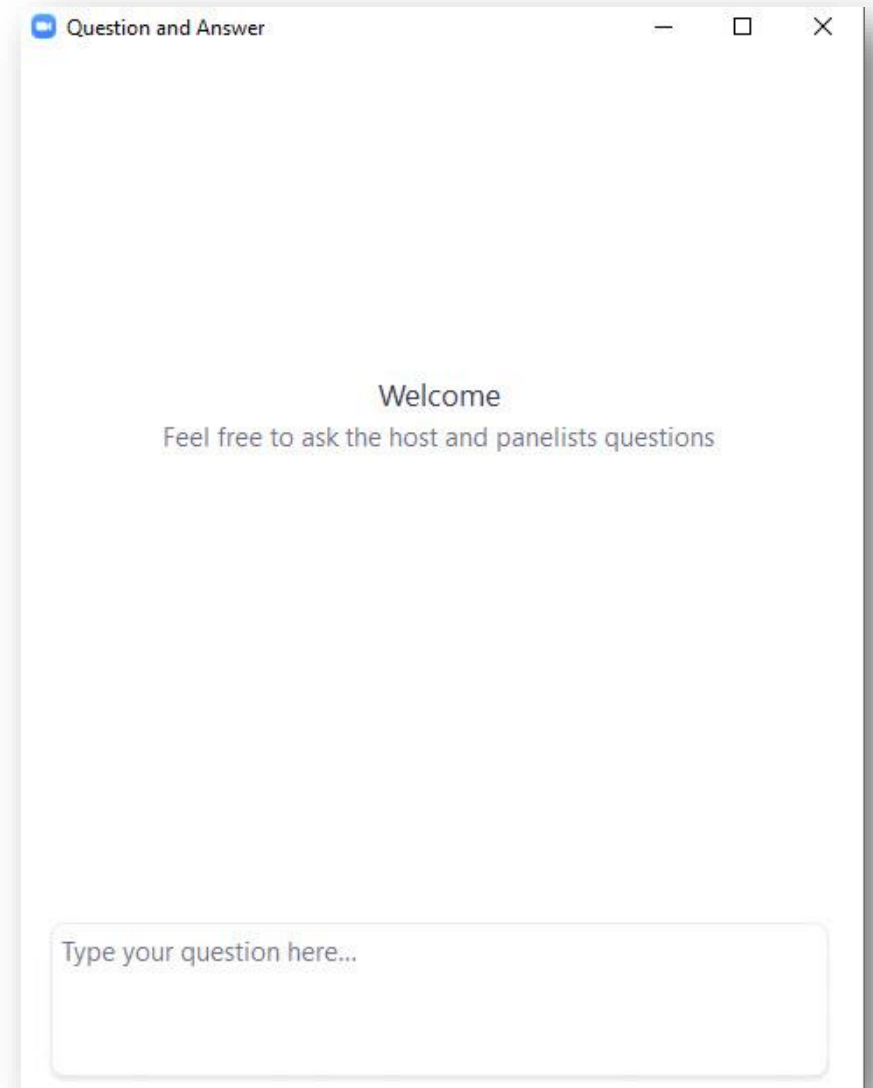 Question and Answer
Welcome
Feel free to ask the host and panelists questions
Type your question here...